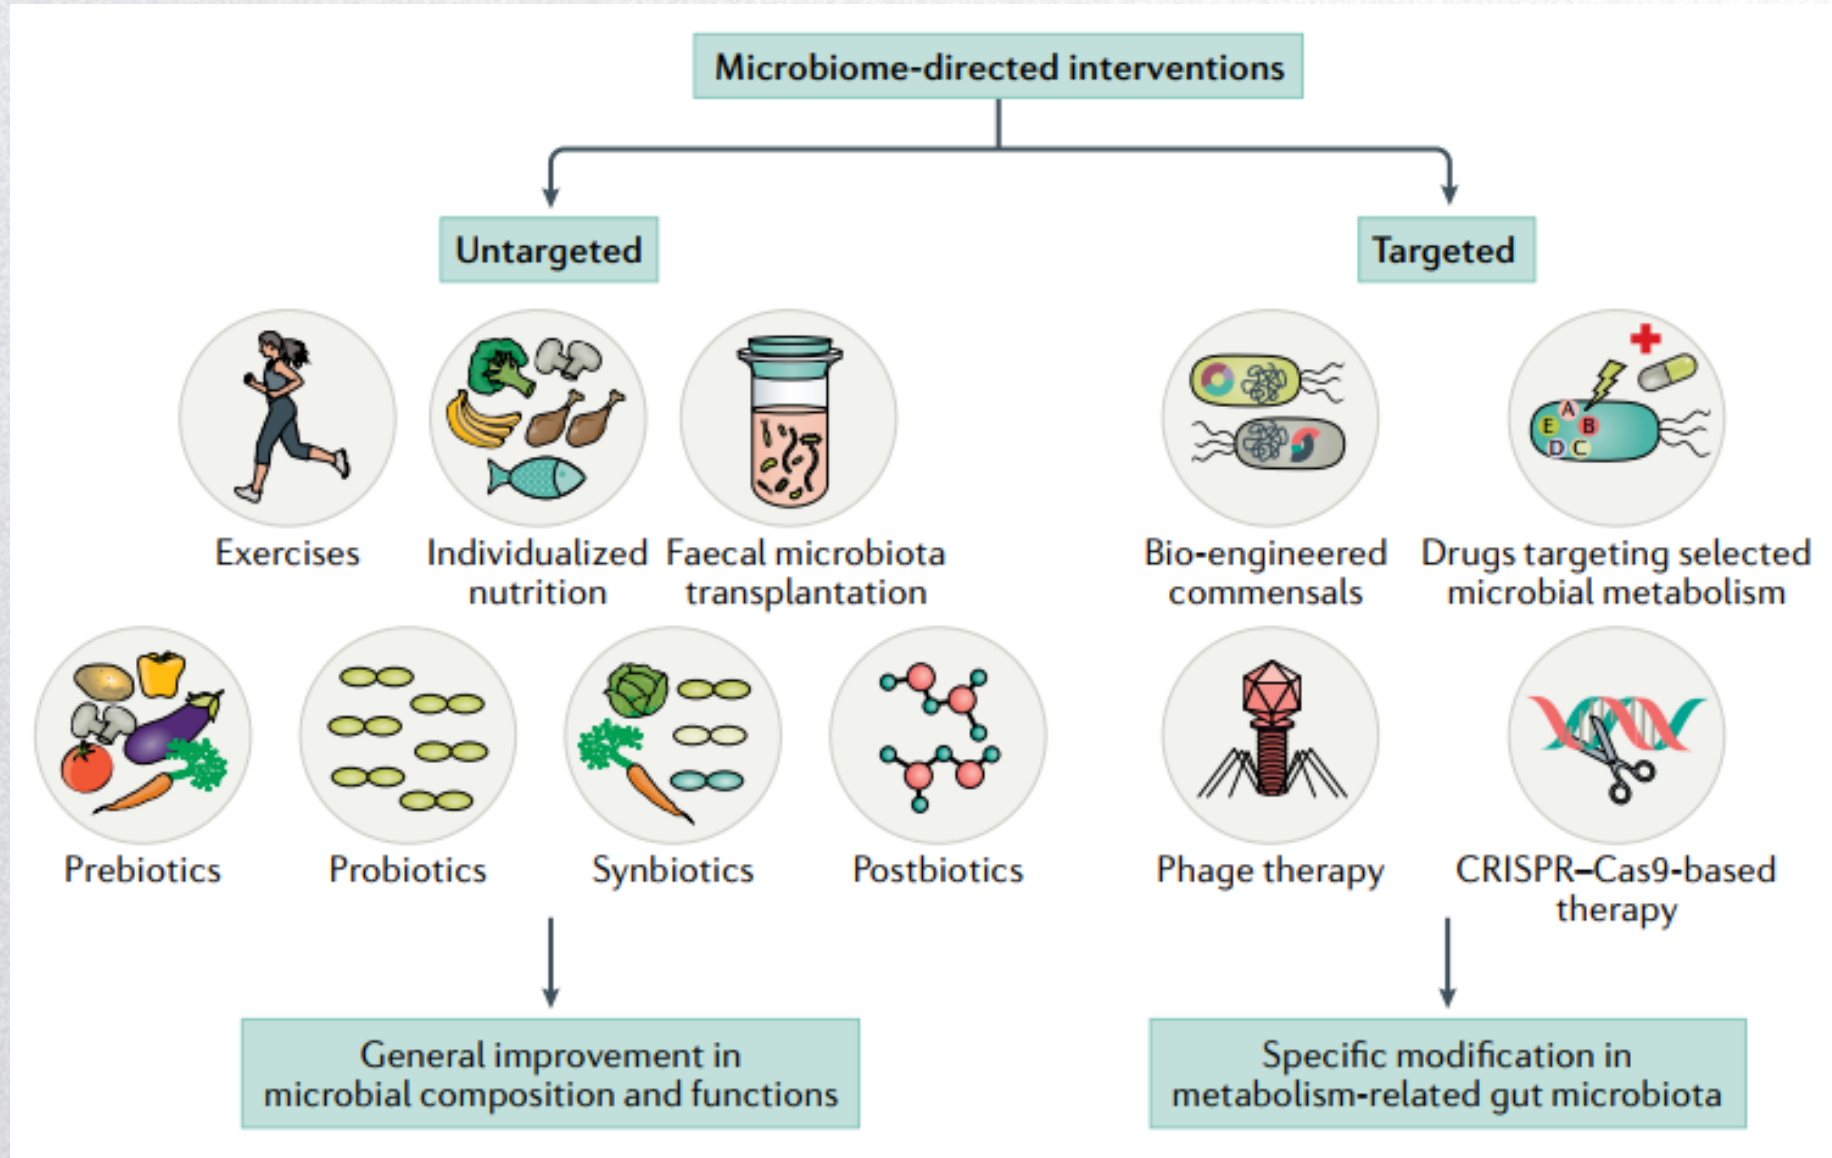 Microbiome-directed interventions
Untargeted
Targeted
Exercises
Individualized
nutrition
Faecal microbiota
transplantation
Bio-engineered
commensals
A
E
B
D
C
Drugs targeting selected
microbial metabolism
Prebiotics
Probiotics
Synbiotics
Postbiotics
Phage therapy
CRISPR–Cas9-based
therapy
General improvement in
microbial composition and functions
Specific modification in
metabolism-related gut microbiota